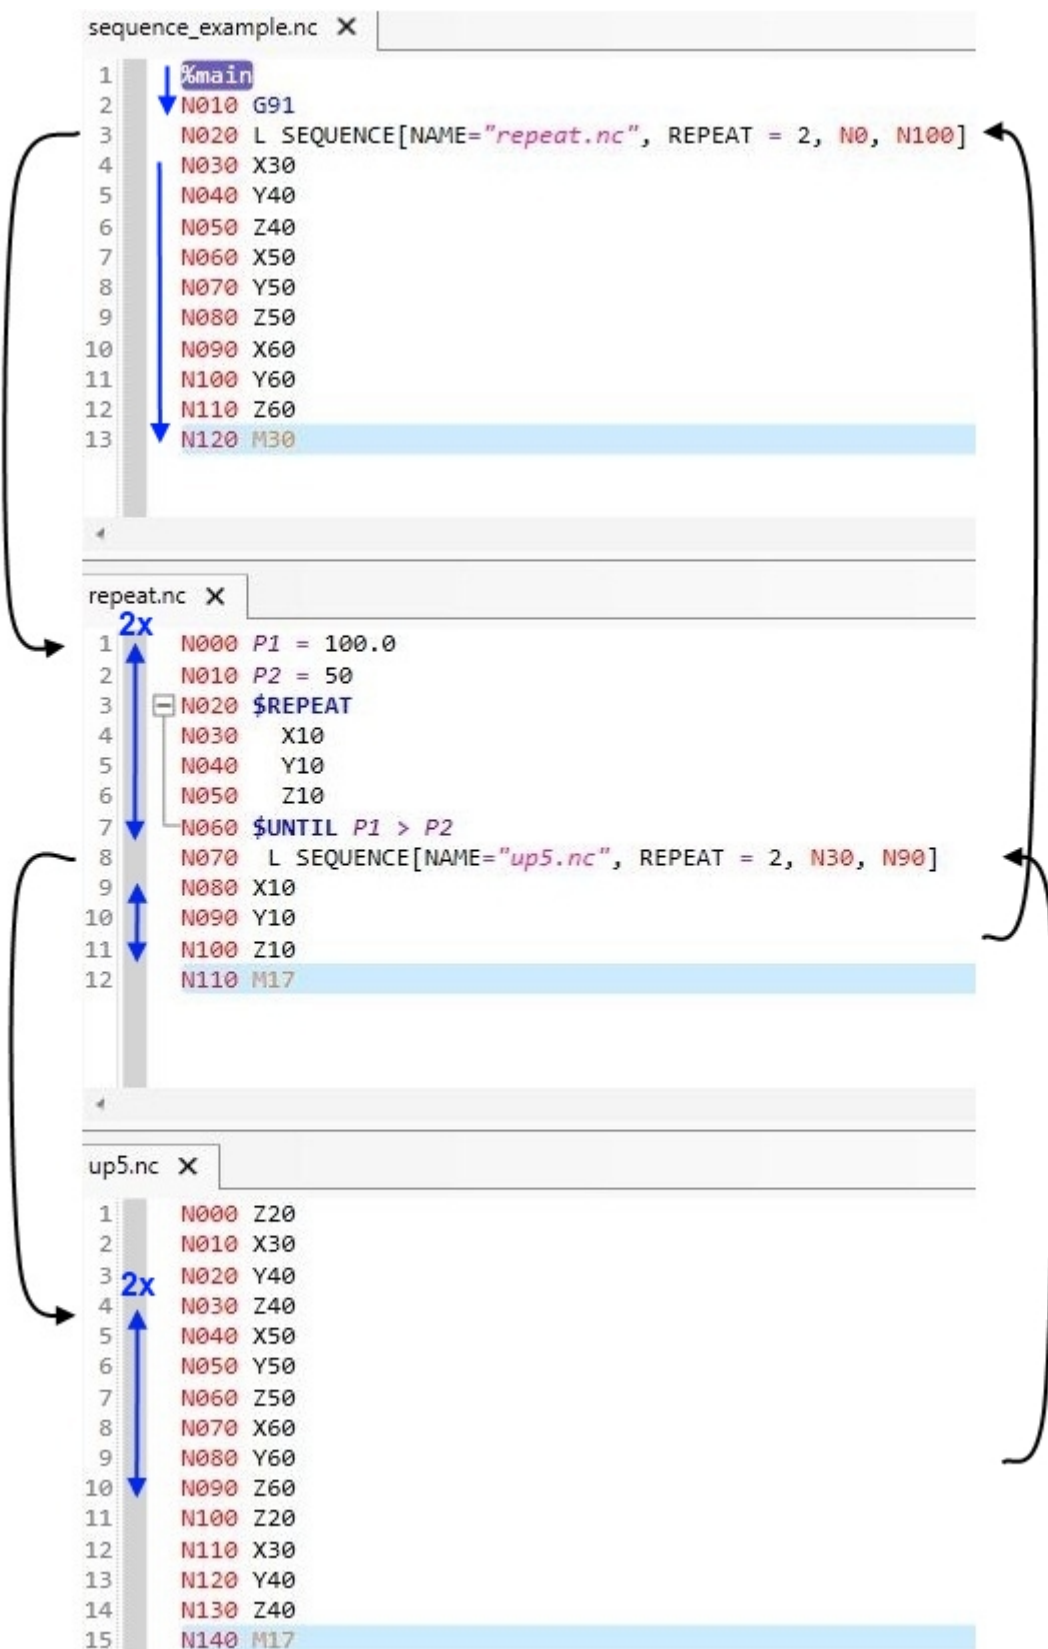 sequence_example.nc X
1 %main
2 N010 G91
3 N020 L SEQUENCE[NAME="repeat.nc", REPEAT = 2, N0, N100]
4 N030 X30
5 N040 Y40
6 N050 Z40
7 N060 X50
8 N070 Y50
9 N080 Z50
10 N090 X60
11 N100 Y60
12 N110 Z60
13 N120 M30
repeat.nc X
2x
1 N000 P1 = 100.0
2 N010 P2 = 50
3 N020 $REPEAT
4 N030 X10
5 N040 Y10
6 N050 Z10
7 N060 $UNTIL P1 > P2
8 N070 L SEQUENCE[NAME="up5.nc", REPEAT = 2, N30, N90]
9 N080 X10
10 N090 Y10
11 N100 Z10
12 N110 M17
up5.nc X
1 N000 Z20
2 N010 X30
3 N020 Y40
2x
4 N030 Z40
5 N040 X50
6 N050 Y50
7 N060 Z50
8 N070 X60
9 N080 Y60
10 N090 Z60
11 N100 Z20
12 N110 X30
13 N120 Y40
14 N130 Z40
15 N140 M17